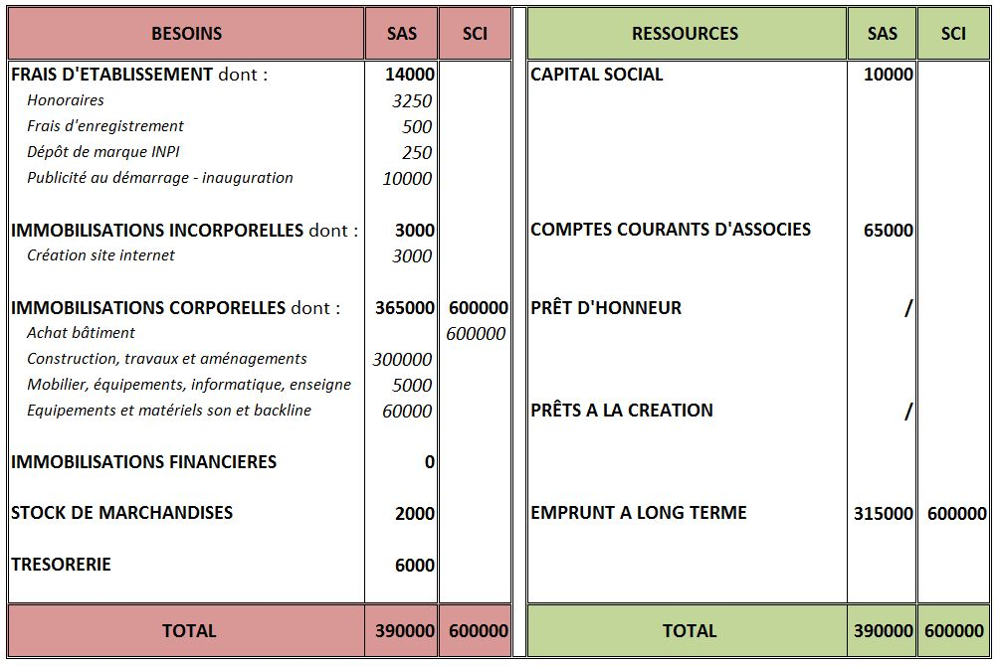 BESOINS SAS SCI RESSOURCES SAS SCI
FRAIS D'ETABLISSEMENT dont : 14000 CAPITAL SOCIAL 10000
Honoraires 3250
Frais d'enregistrement 500
Dépôt de marque INPI 250
Publicité au démarrage - inauguration 10000
IMMOBILISATIONS INCORPORELLES dont : 3000 COMPTES COURANTS D'ASSOCIES 65000
Création site internet 3000
IMMOBILISATIONS CORPORELLES dont : 365000 600000 PRÊT D'HONNEUR /
Achat bâtiment 600000
Construction, travaux et aménagements 300000
Mobilier, équipements, informatique, enseigne 5000
Equipements et matériels son et backline 60000 PRÊTS A LA CREATION /
IMMOBILISATIONS FINANCIERES 0
STOCK DE MARCHANDISES 2000 EMPRUNT A LONG TERME 315000 600000
TRESORERIE 6000
TOTAL 390000 600000 TOTAL 390000 600000